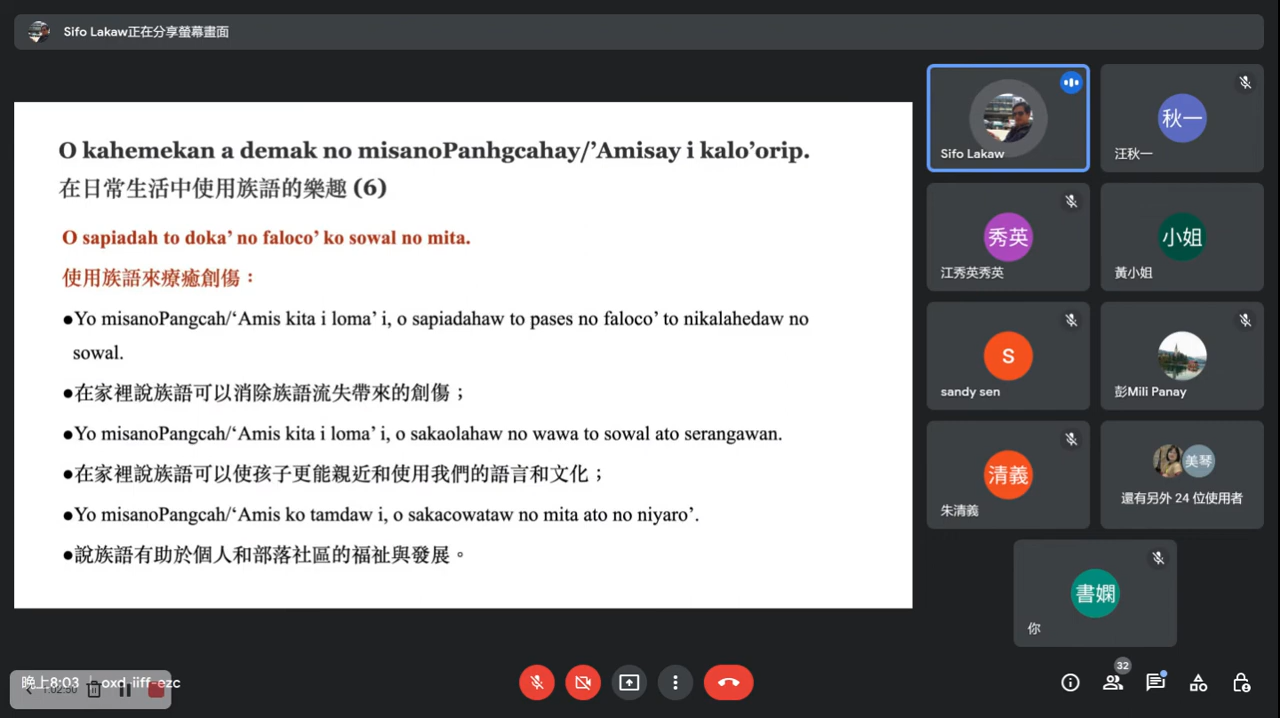 Sifo Lakaw正在分享螢幕畫面
O kahemekan a demak no misanoPanhgcahay/’Amisay i kalo’orip.
在日常生活中使用族語的樂趣 (6)
O sapiadah to doka’ no faloco’ ko sowal no mita.
使用族語來療癒創傷：
●Yo misanoPangcah/‘Amis kita i loma’ i, o sapiadahaw to pases no faloco’ to nikalahedaw no
sowal.
●在家裡說族語可以消除族語流失帶來的創傷；
●Yo misanoPangcah/‘Amis kita i loma’ i, o sakaolahaw no wawa to sowal ato serangawan.
●在家裡說族語可以使孩子更能親近和使用我們的語言和文化；
●Yo misanoPangcah/‘Amis ko tamdaw i, o sakacowataw no mita ato no niyaro’.
●說族語有助於個人和部落社區的福祉與發展。
Sifo Lakaw
秋一
汪秋一
秀英
江秀英秀英
小姐
黃小姐
S
sandy sen
彭Mili Panay
清義
朱清義
美琴
還有另外 24 位使用者
書嫻
你
晚上8:03 | oxd-iiff-ezc
32